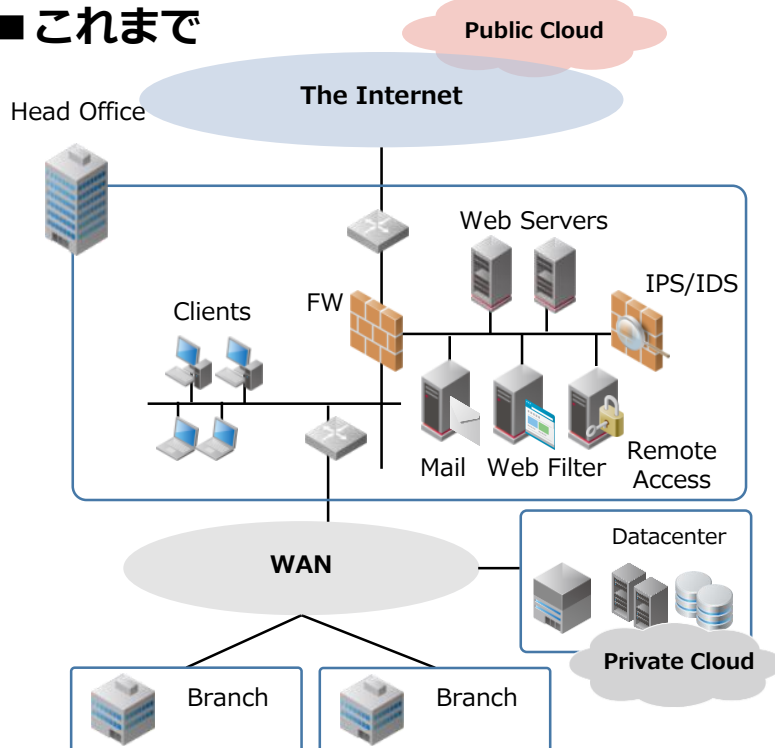 ■これまで
Public Cloud
The Internet
Head Office
Web Servers
IPS/IDS
FW
Clients
Mail
Web Filter
Remote
Access
WAN
Datacenter
Private Cloud
Branch
Branch